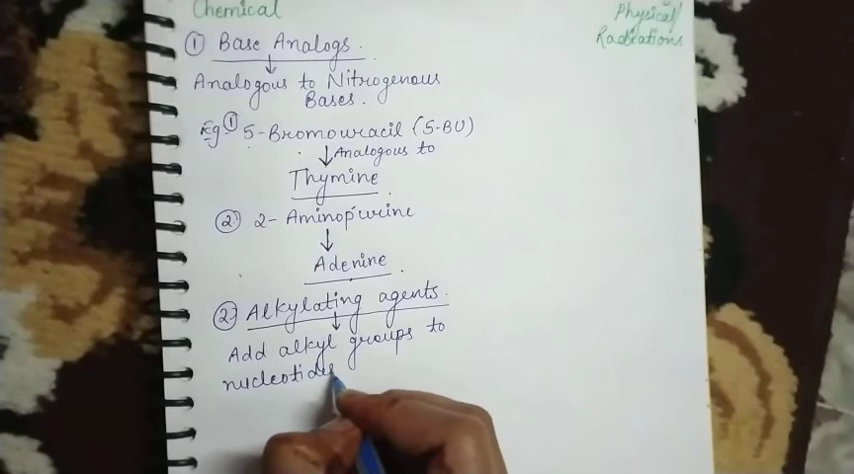 Chemical
Physical/
Radiations
① Base Analogs.
↓
Analogous to Nitrogenous
Bases.
Eg ① 5-Bromouracil (5-BU)
↓ Analogous to
Thymine.
② 2-Aminopurine
↓
Adenine.
② Alkylating agents.
↓
Add alkyl groups to